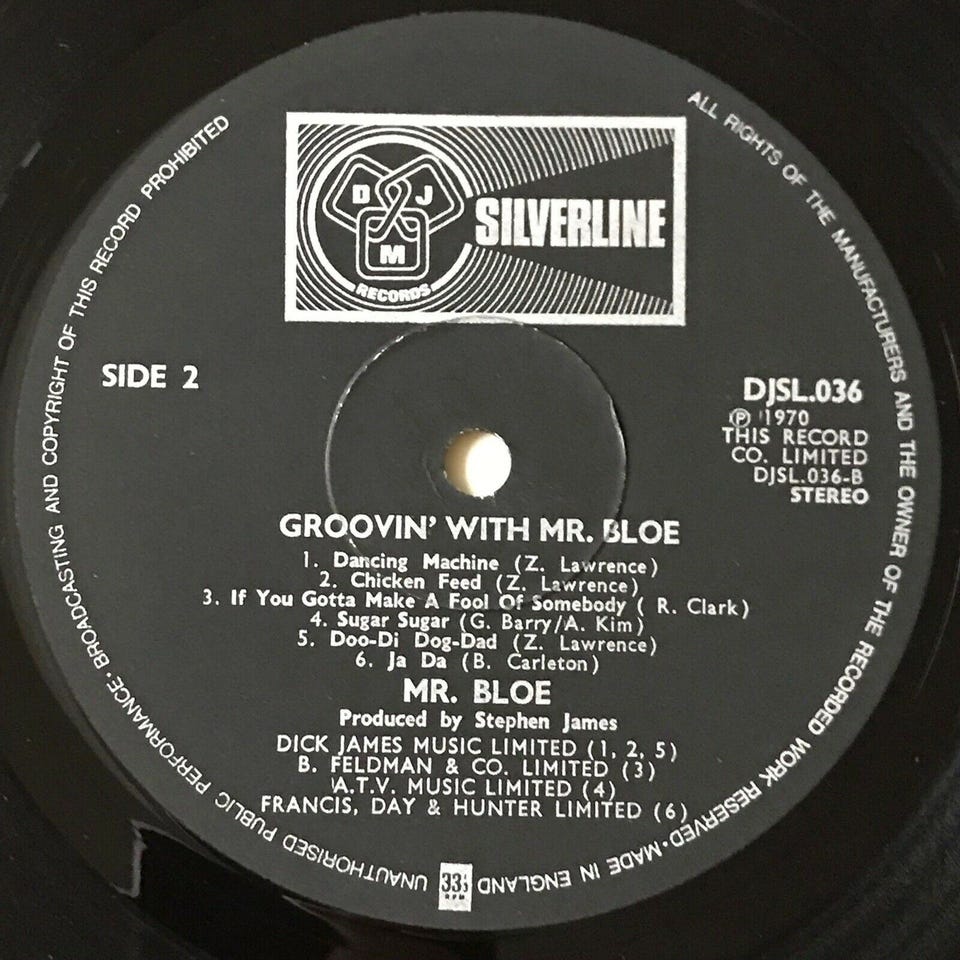 D J
M
RECORDS
SILVERLINE
SIDE 2
DJSL.036
℗ 1970
THIS RECORD
CO. LIMITED
DJSL.036-B
STEREO
GROOVIN' WITH MR. BLOE
1. Dancing Machine (Z. Lawrence)
2. Chicken Feed (Z. Lawrence)
3. If You Gotta Make A Fool Of Somebody ( R. Clark)
4. Sugar Sugar (G. Barry/A. Kim)
5. Doo-Di Dog-Dad (Z. Lawrence)
6. Ja Da (B. Carleton)
MR. BLOE
Produced by Stephen James
DICK JAMES MUSIC LIMITED (1, 2, 5)
B. FELDMAN & CO. LIMITED (3)
A.T.V. MUSIC LIMITED (4)
FRANCIS, DAY & HUNTER LIMITED (6)
33⅓
RPM
ALL RIGHTS OF THE MANUFACTURERS AND THE OWNER OF THE RECORDED WORK RESERVED · MADE IN ENGLAND
UNAUTHORISED PUBLIC PERFORMANCE · BROADCASTING AND COPYRIGHT OF THIS RECORD PROHIBITED